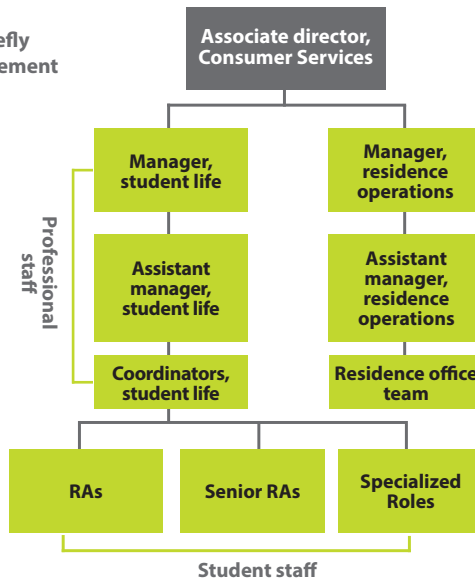 efly
ement
Associate director,
Consumer Services
Manager,
student life
Manager,
residence
operations
Professional
staff
Assistant
manager,
student life
Assistant
manager,
residence
operations
Coordinators,
student life
Residence office
team
RAs
Senior RAs
Specialized
Roles
Student staff